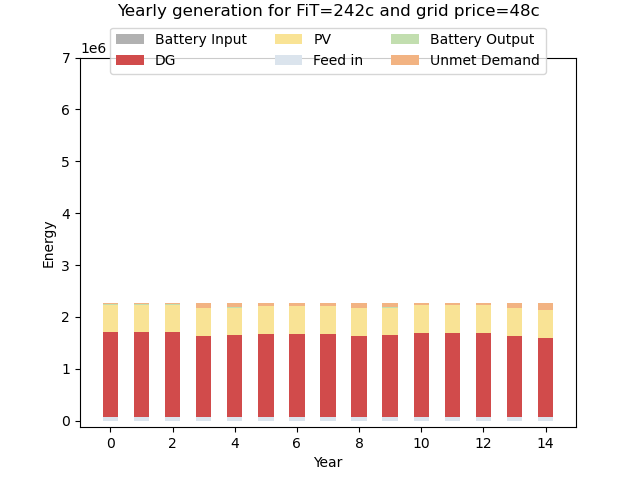 Yearly generation for FiT=242c and grid price=48c
Battery Input PV Battery Output
DG Feed in Unmet Demand
1e6
7
6
5
4
3
2
1
0
Energy
0 2 4 6 8 10 12 14
Year